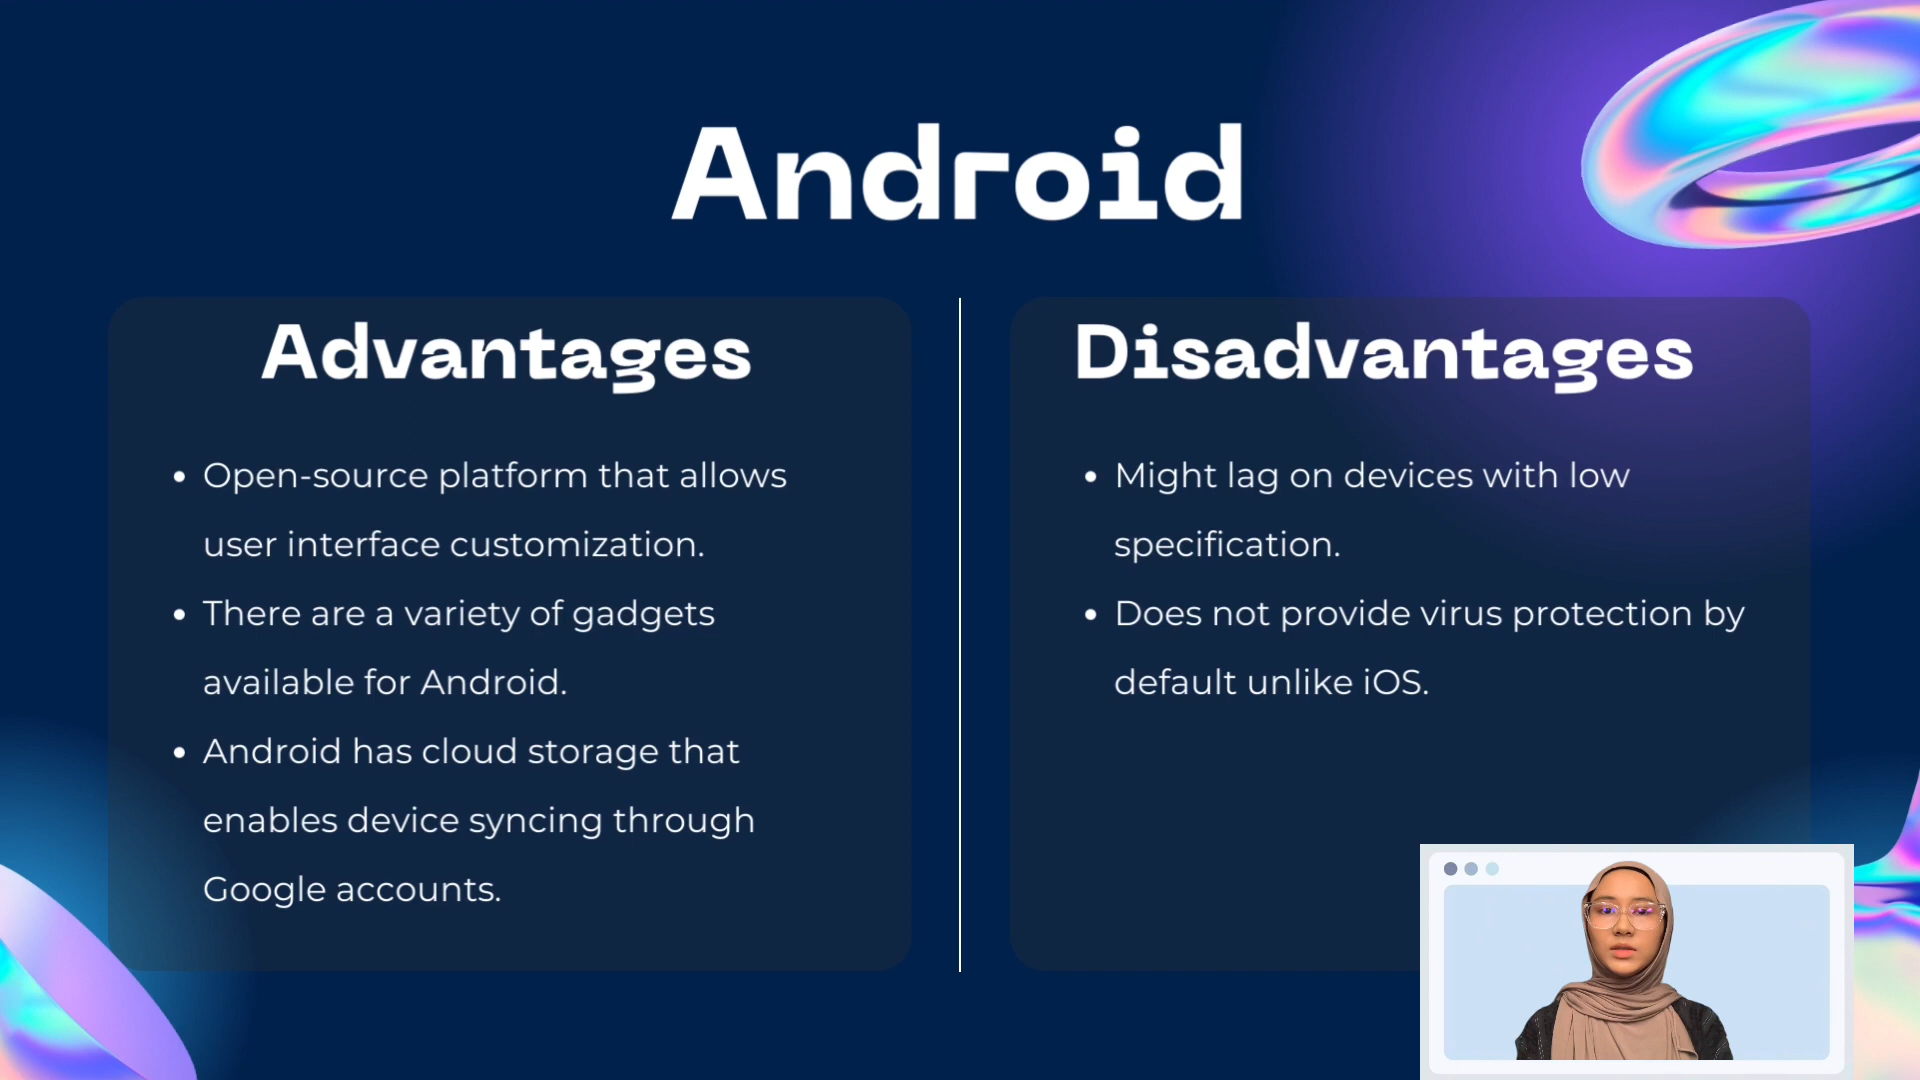 Android
Advantages
• Open-source platform that allows
user interface customization.
• There are a variety of gadgets
available for Android.
• Android has cloud storage that
enables device syncing through
Google accounts.
Disadvantages
• Might lag on devices with low
specification.
• Does not provide virus protection by
default unlike iOS.